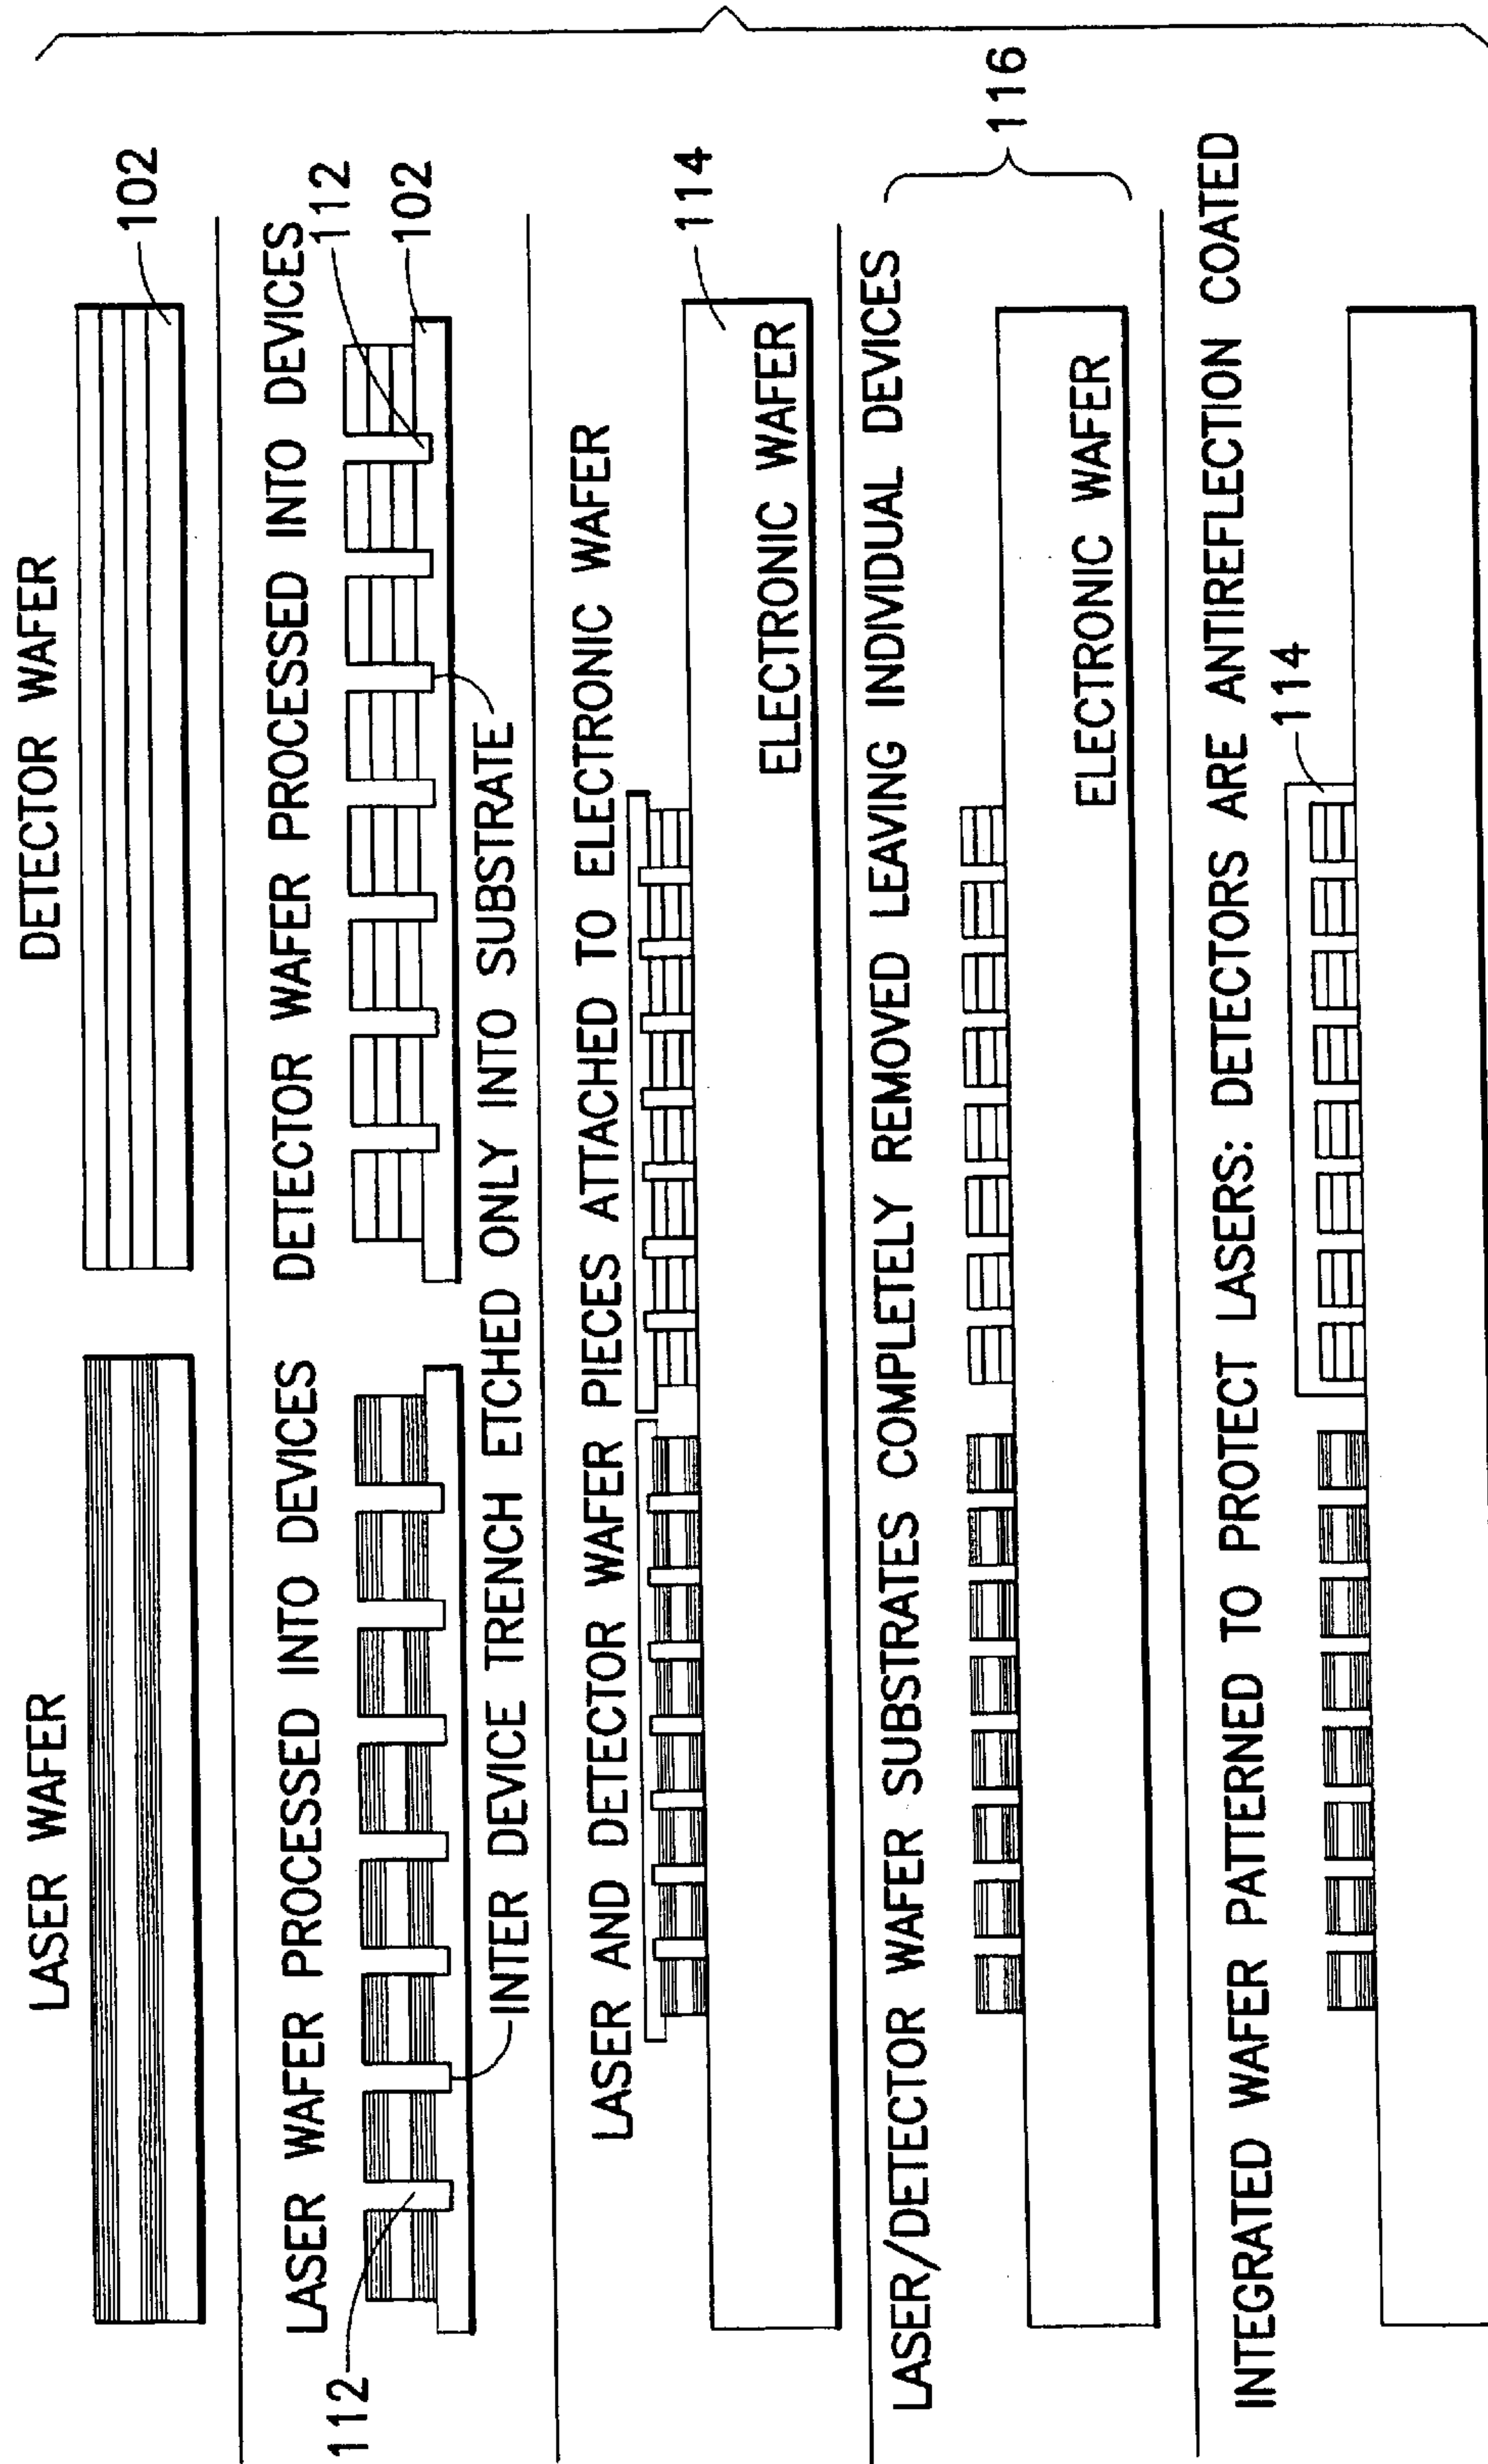 LASER WAFER
DETECTOR WAFER
102
LASER WAFER PROCESSED INTO DEVICES
DETECTOR WAFER PROCESSED INTO DEVICES
112
112
102
INTER DEVICE TRENCH ETCHED ONLY INTO SUBSTRATE
LASER AND DETECTOR WAFER PIECES ATTACHED TO ELECTRONIC WAFER
114
ELECTRONIC WAFER
LASER/DETECTOR WAFER SUBSTRATES COMPLETELY REMOVED LEAVING INDIVIDUAL DEVICES
116
ELECTRONIC WAFER
INTEGRATED WAFER PATTERNED TO PROTECT LASERS: DETECTORS ARE ANTIREFLECTION COATED
114